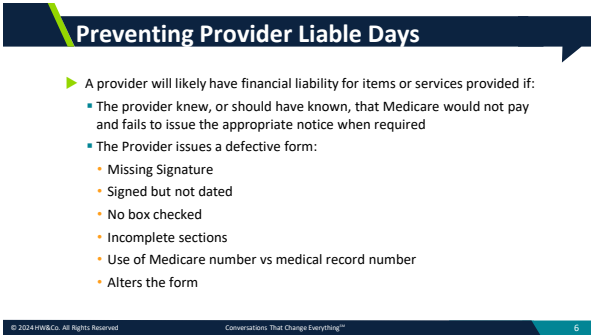 Preventing Provider Liable Days
A provider will likely have financial liability for items or services provided if:
The provider knew, or should have known, that Medicare would not pay
and fails to issue the appropriate notice when required
The Provider issues a defective form:
Missing Signature
Signed but not dated
No box checked
Incomplete sections
Use of Medicare number vs medical record number
Alters the form
© 2024 HW&Co. All Rights Reserved
Conversations That Change Everything℠
6